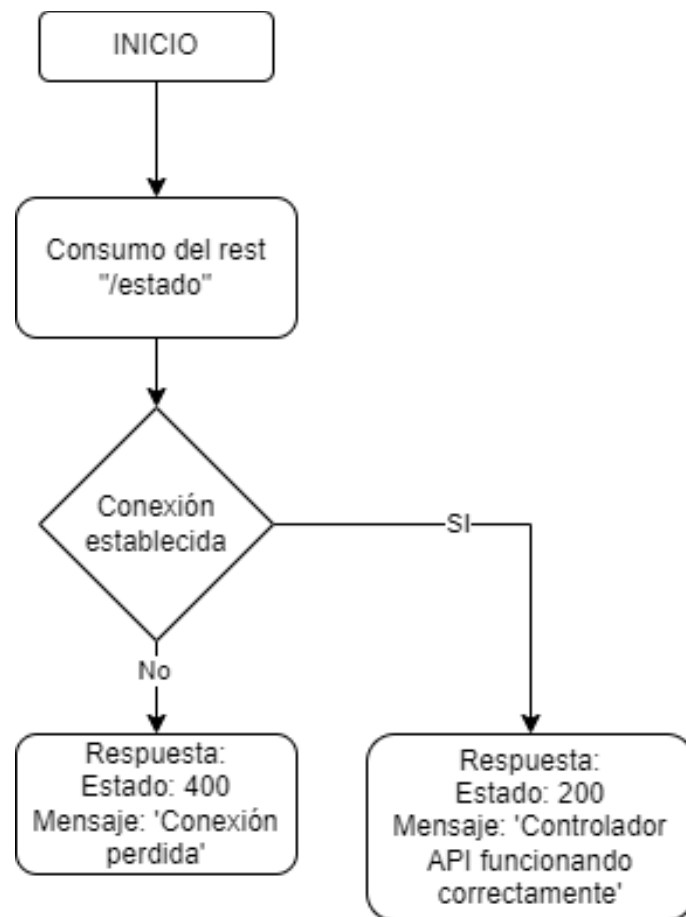 INICIO
Consumo del rest
"/estado"
Conexión
establecida
SI
No
Respuesta:
Estado: 400
Mensaje: 'Conexión
perdida'
Respuesta:
Estado: 200
Mensaje: 'Controlador
API funcionando
correctamente'